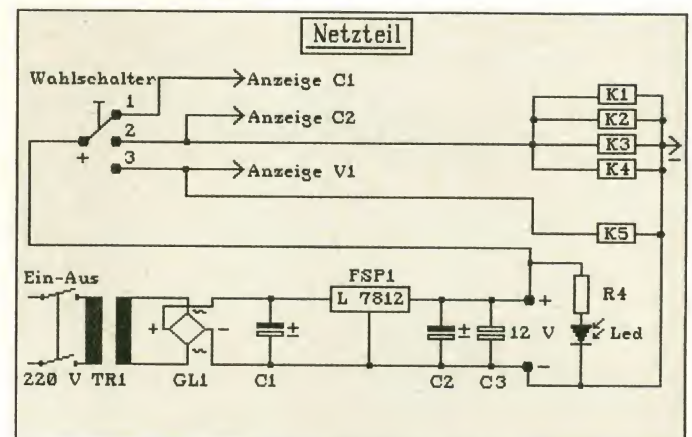 Netzteil
Wahlschalter
Anzeige C1
1
Anzeige C2
2
+
3
Anzeige V1
K1
K2
K3
K4
-
K5
Ein-Aus
FSP1
L 7812
+
-
±
±
+
12 V
R4
Led
-
220 V TR1
GL1
C1
C2
C3